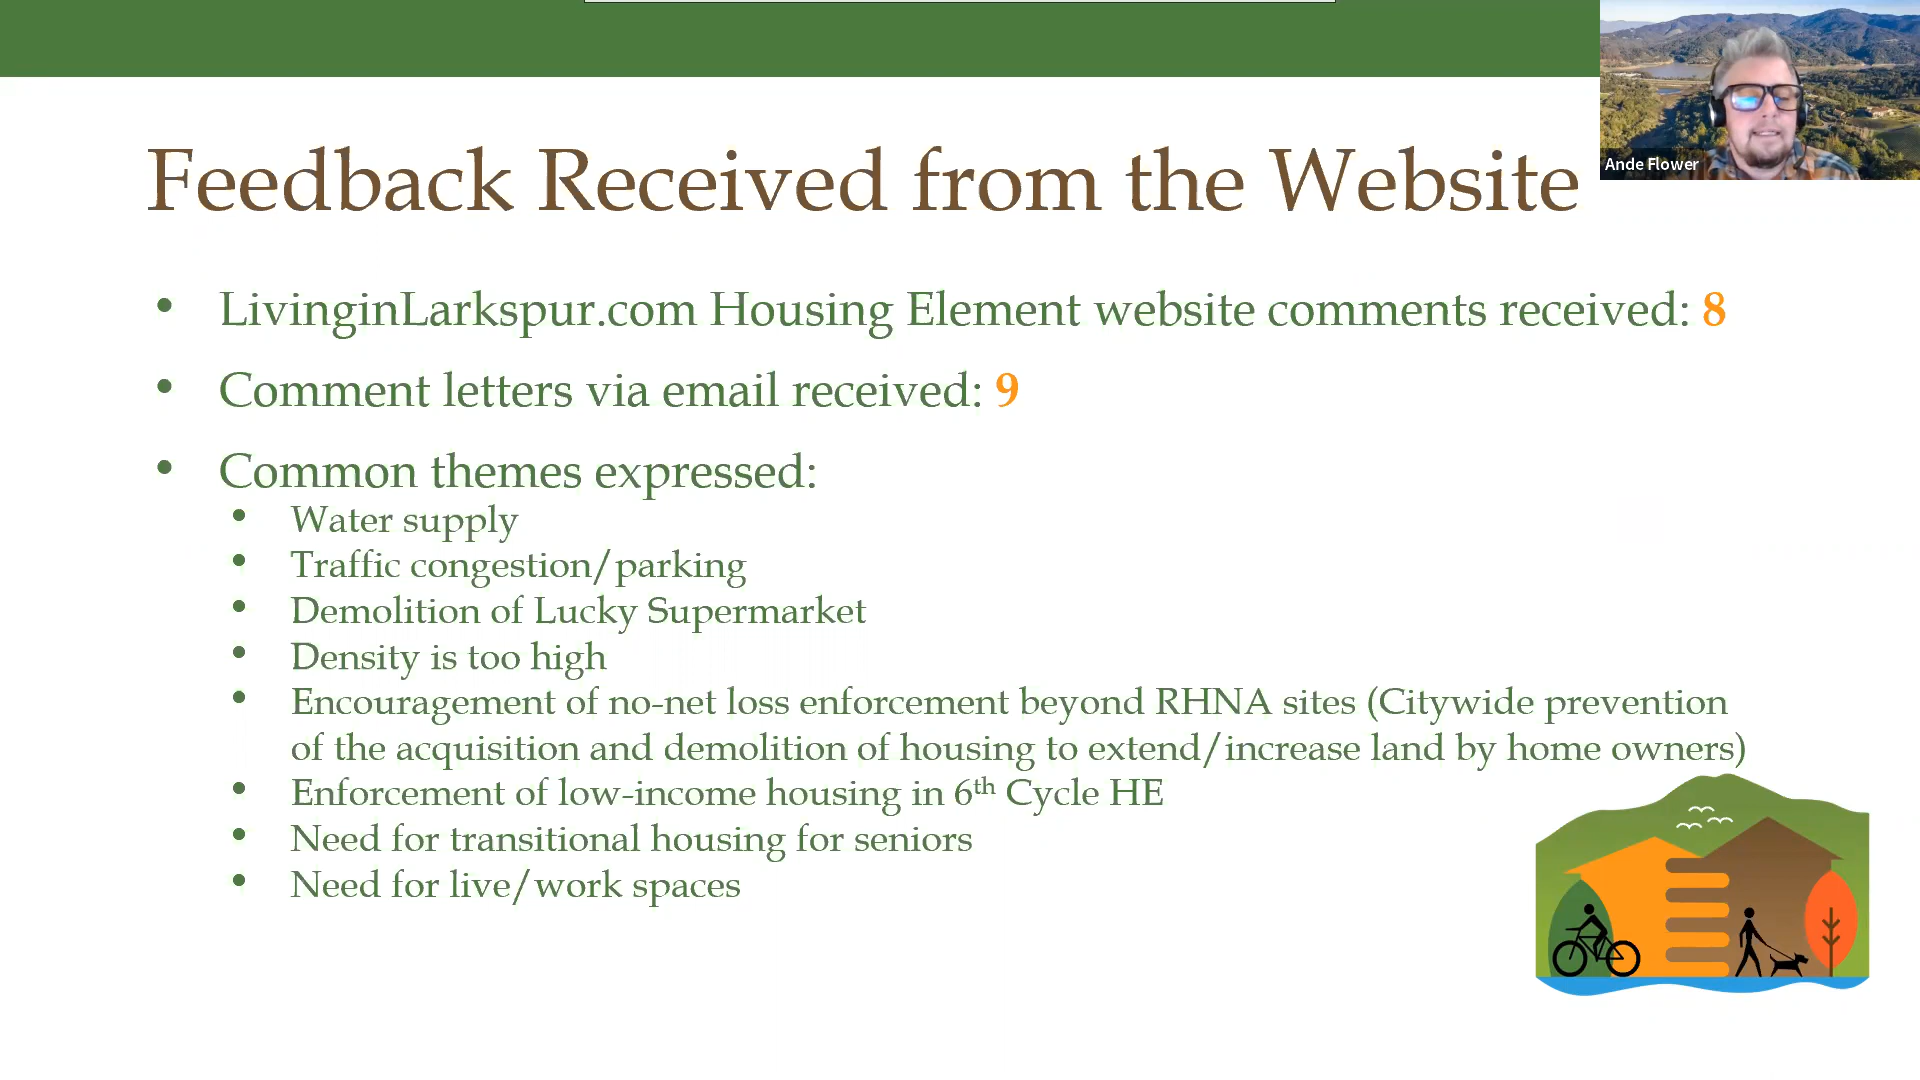 Feedback Received from the Website
Ande Flower
• LivinginLarkspur.com Housing Element website comments received: 8
• Comment letters via email received: 9
• Common themes expressed:
• Water supply
• Traffic congestion/parking
• Demolition of Lucky Supermarket
• Density is too high
• Encouragement of no-net loss enforcement beyond RHNA sites (Citywide prevention
of the acquisition and demolition of housing to extend/increase land by home owners)
• Enforcement of low-income housing in 6th Cycle HE
• Need for transitional housing for seniors
• Need for live/work spaces